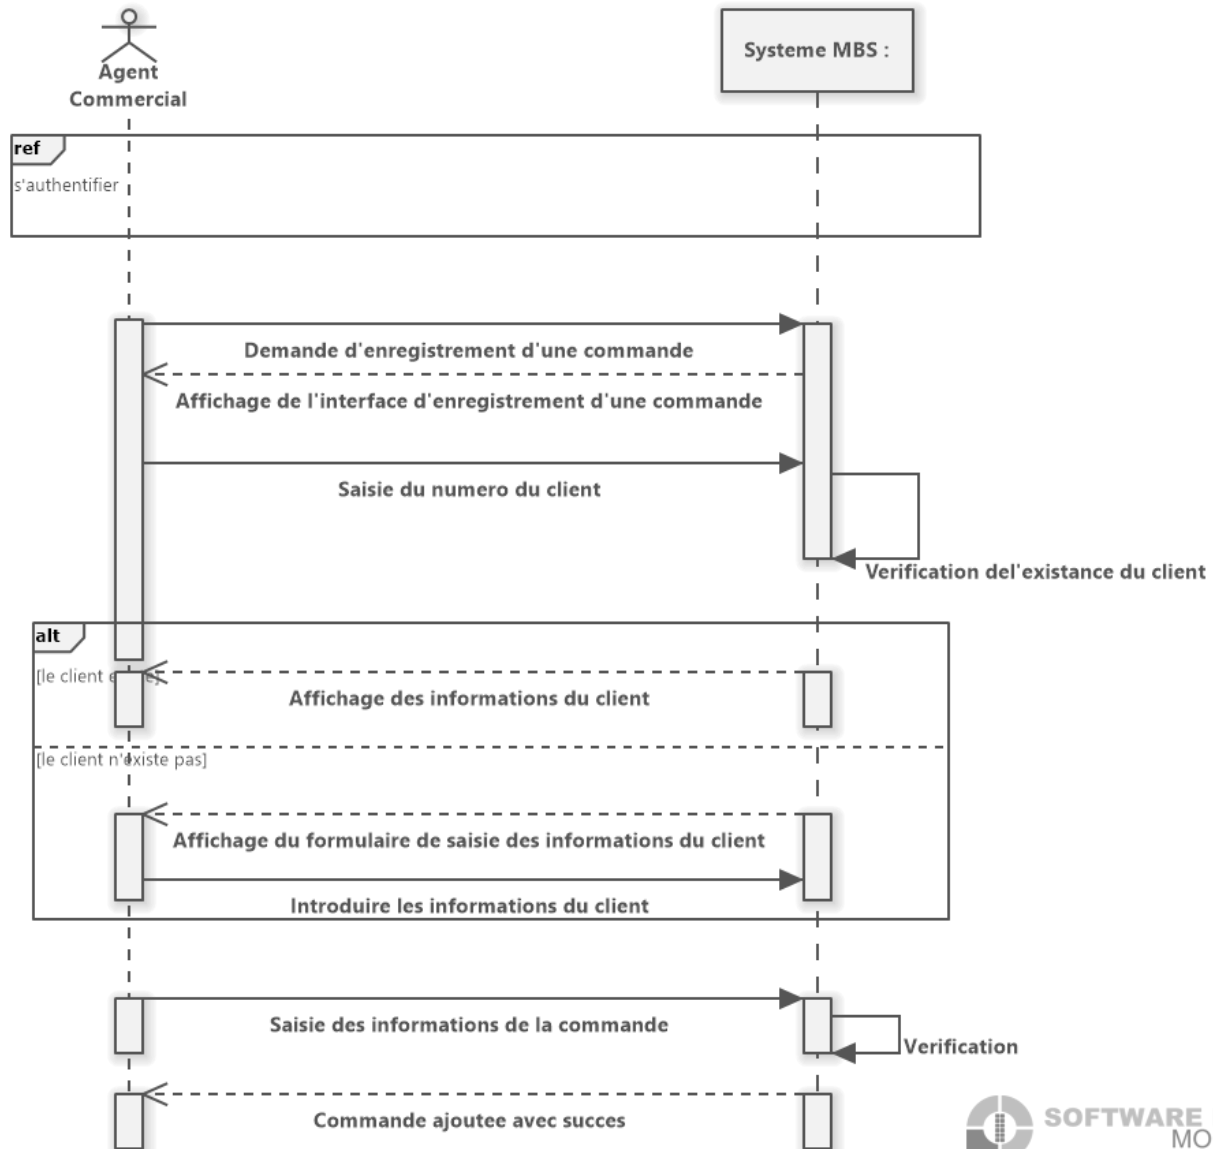 Agent
Commercial
Systeme MBS :
ref
s'authentifier
Demande d'enregistrement d'une commande
Affichage de l'interface d'enregistrement d'une commande
Saisie du numero du client
Verification del'existance du client
alt
[le client e
Affichage des informations du client
[le client n'existe pas]
Affichage du formulaire de saisie des informations du client
Introduire les informations du client
Saisie des informations de la commande
Verification
Commande ajoutee avec succes
SOFTWARE
MO